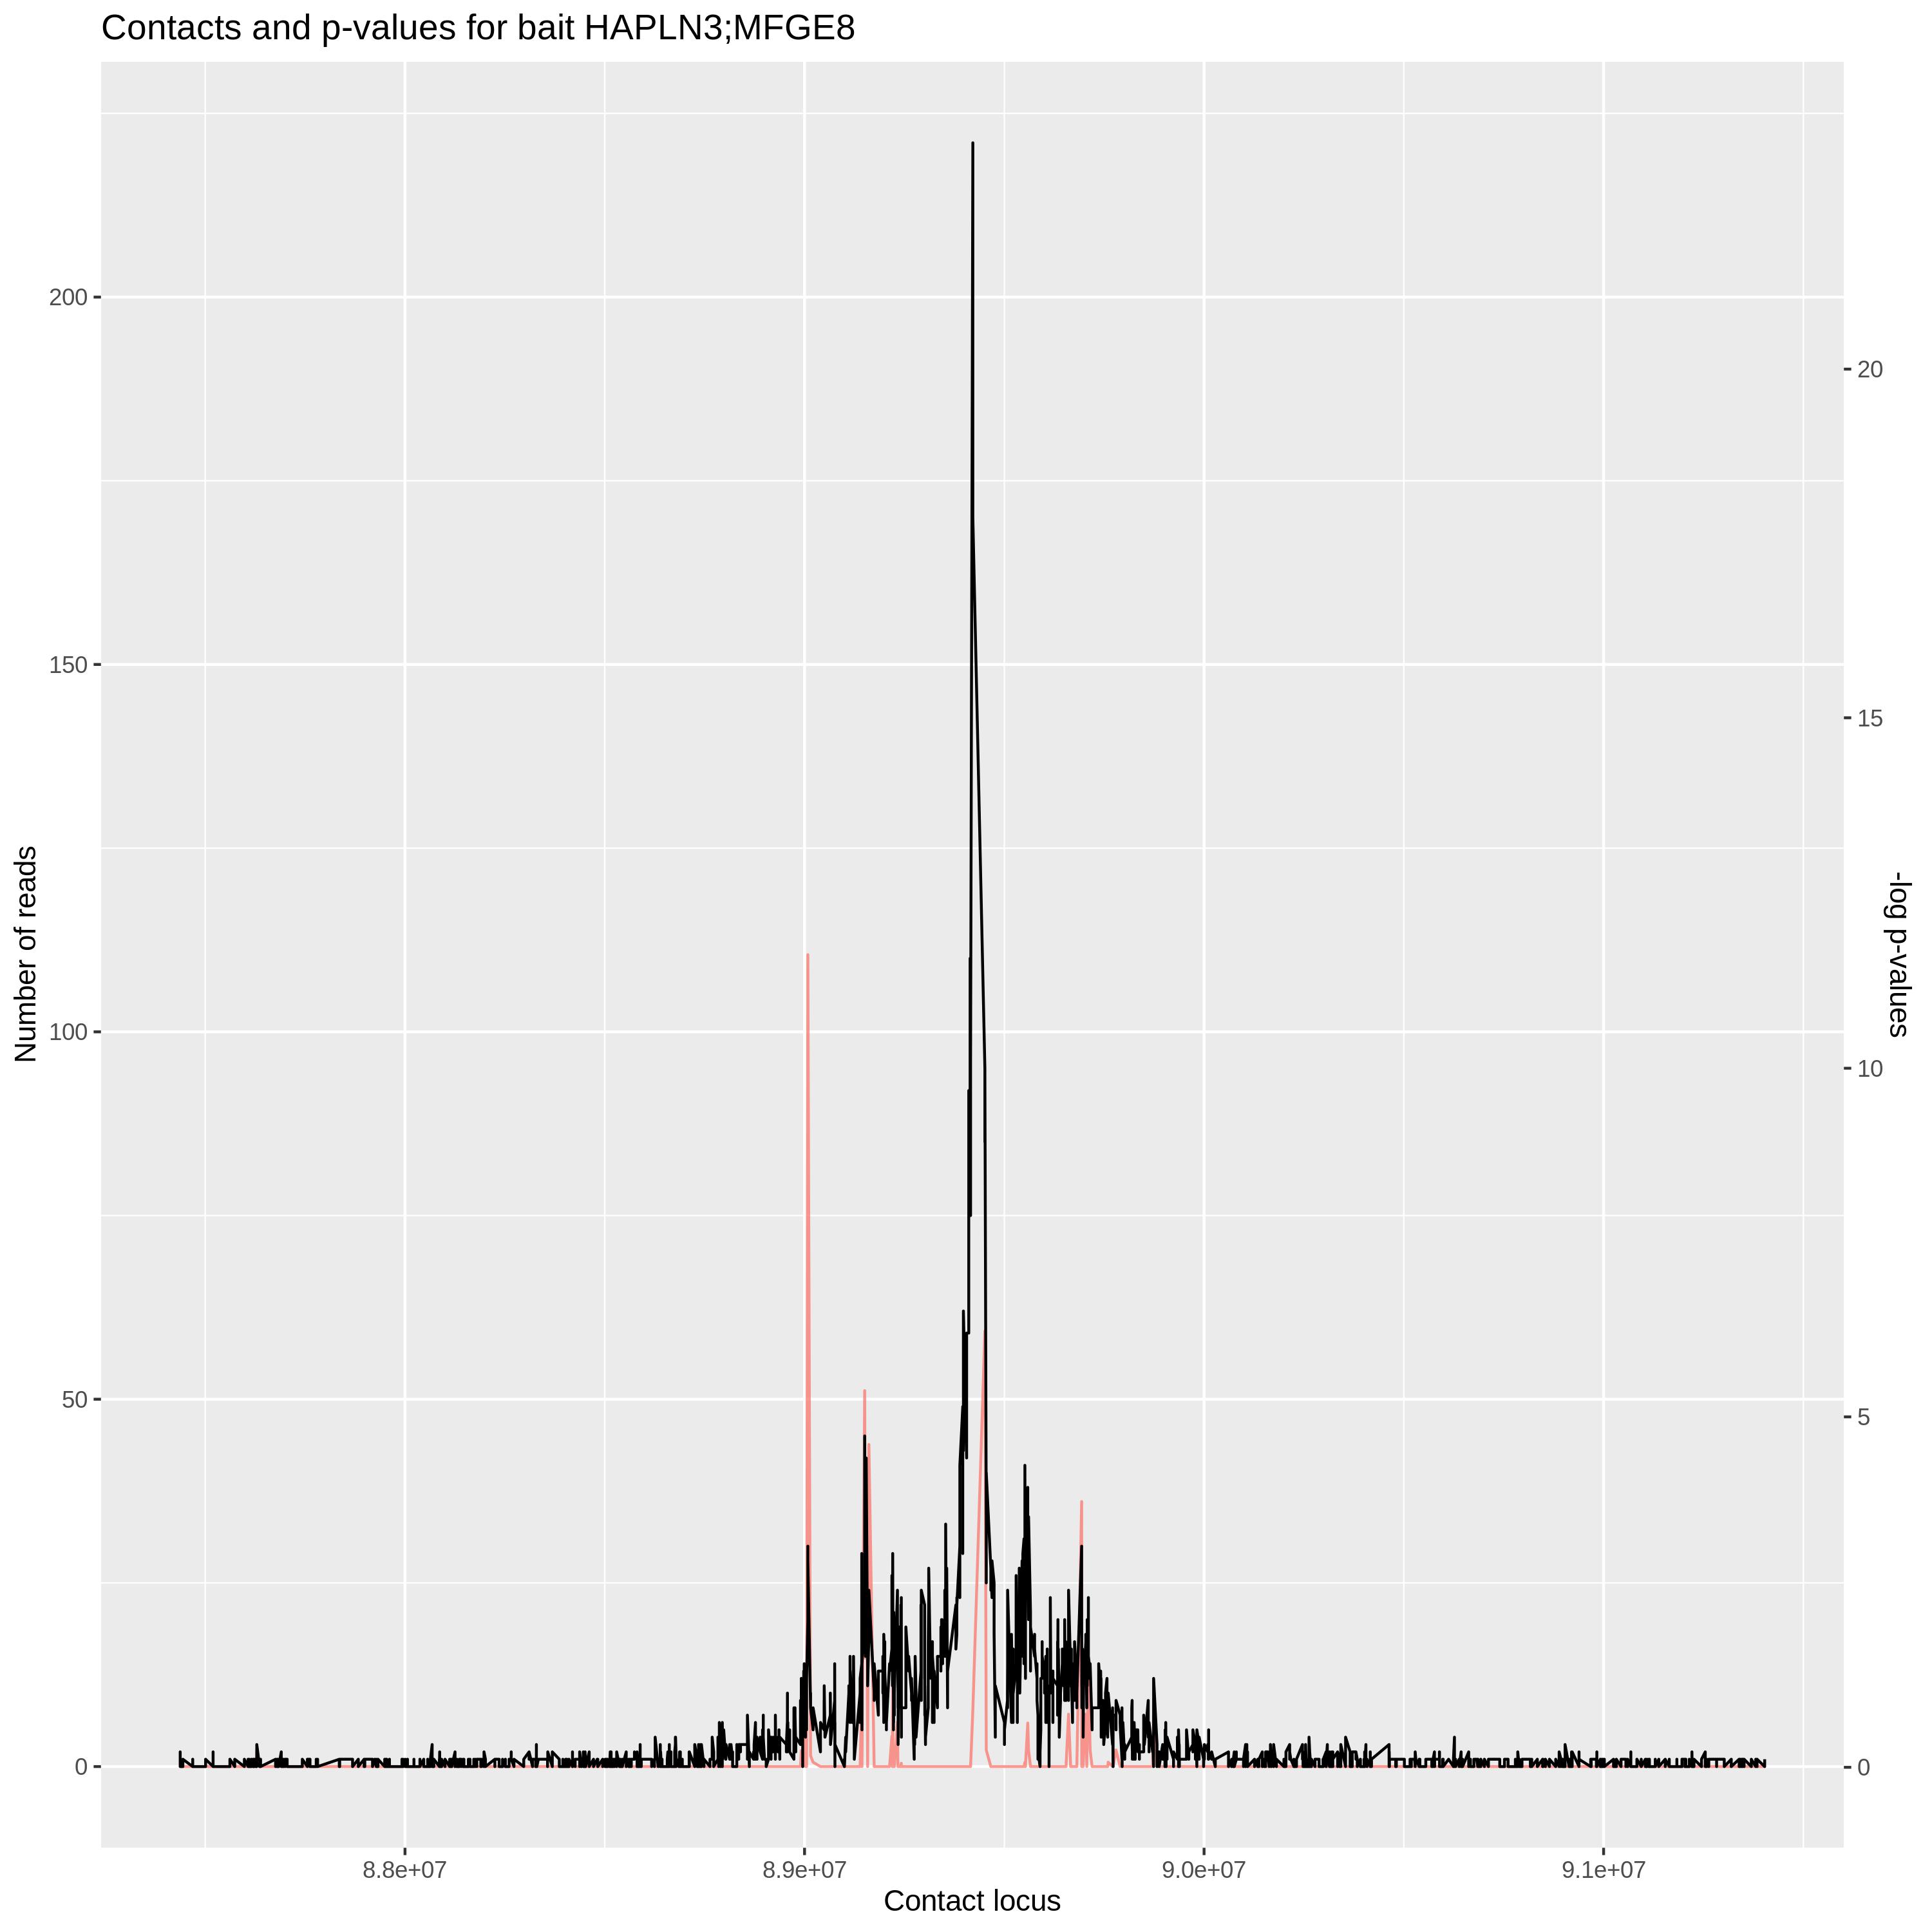 Contacts and p-values for bait HAPLN3;MFGE8
200
150
100
50
0
Number of reads
20
15
10
5
0
-log p-values
8.8e+07
8.9e+07
9.0e+07
9.1e+07
Contact locus